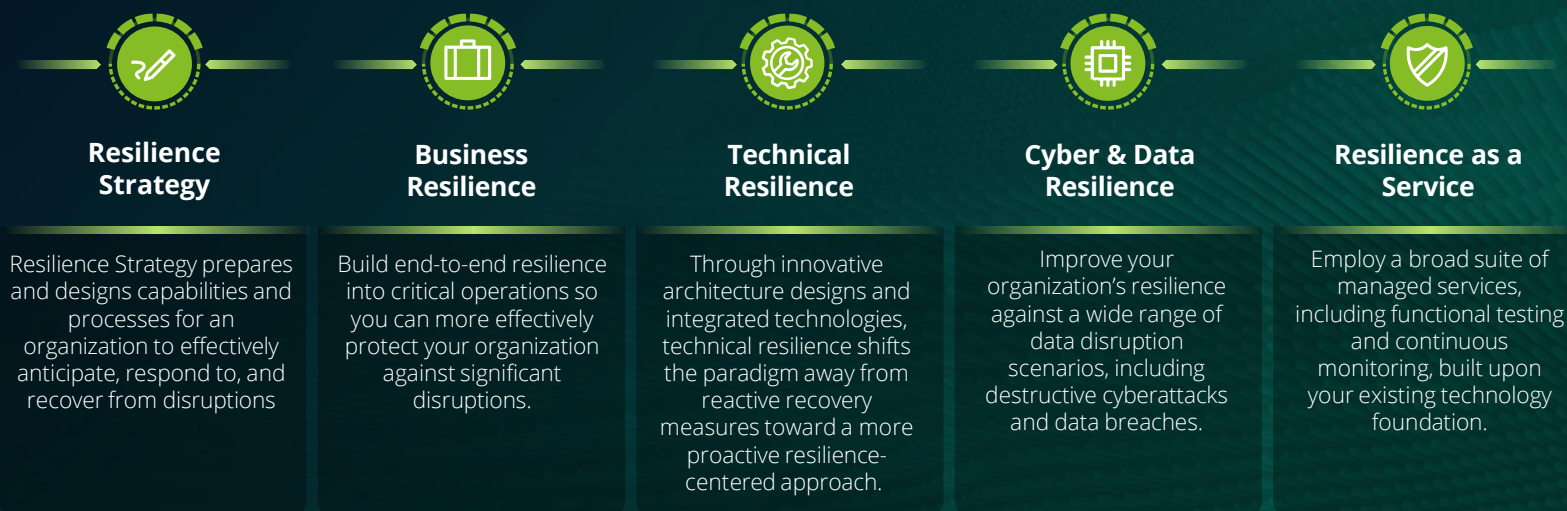 Resilience
Strategy
Resilience Strategy prepares
and designs capabilities and
processes for an
organization to effectively
anticipate, respond to, and
recover from disruptions
Business
Resilience
Build end-to-end resilience
into critical operations so
you can more effectively
protect your organization
against significant
disruptions.
Technical
Resilience
Through innovative
architecture designs and
integrated technologies,
technical resilience shifts
the paradigm away from
reactive recovery
measures toward a more
proactive resilience-
centered approach.
Cyber & Data
Resilience
Improve your
organization’s resilience
against a wide range of
data disruption
scenarios, including
destructive cyberattacks
and data breaches.
Resilience as a
Service
Employ a broad suite of
managed services,
including functional testing
and continuous
monitoring, built upon
your existing technology
foundation.